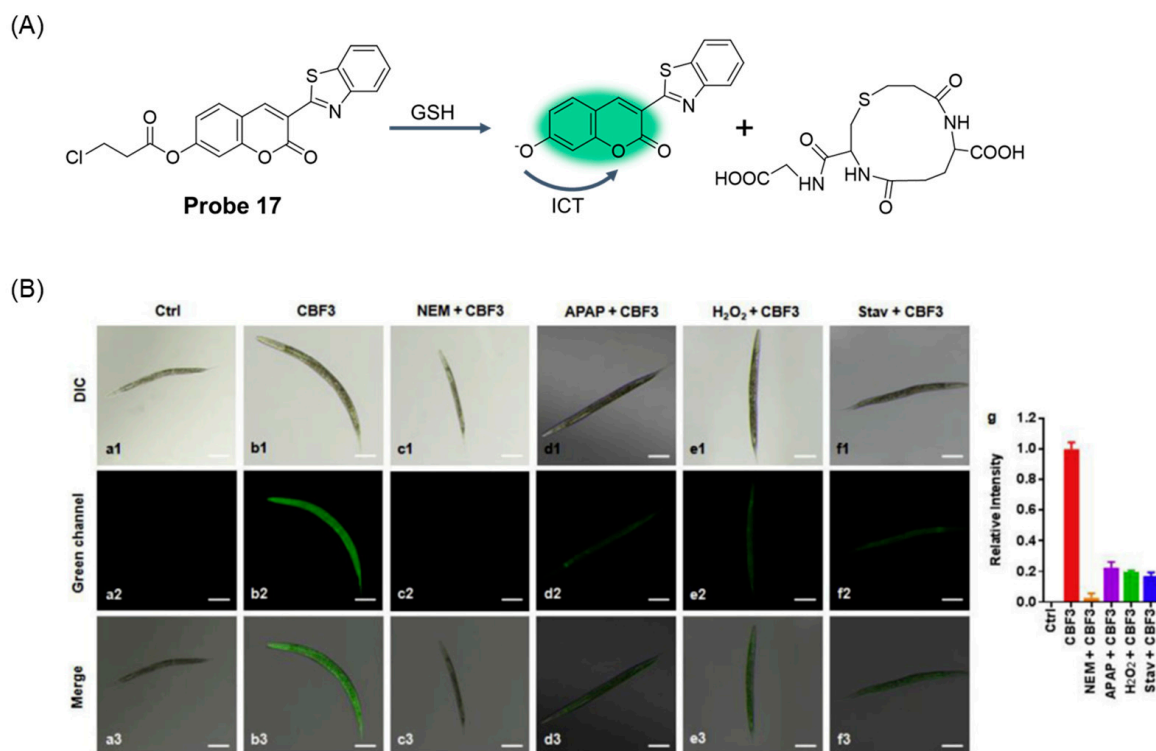 (A)
Cl
O
O
O
O
S
N
Probe 17
GSH
-O
O
O
S
N
ICT
+
S
O
NH
COOH
O
HN
O
NH
HOOC
(B)
Ctrl CBF3 NEM + CBF3 APAP + CBF3 H₂O₂ + CBF3 Stav + CBF3
DIC
a1 b1 c1 d1 e1 f1
Green channel
a2 b2 c2 d2 e2 f2
Merge
a3 b3 c3 d3 e3 f3
g
Relative Intensity
1.2
1.0
0.8
0.6
0.4
0.2
0.0
Ctrl
CBF3
NEM + CBF3
APAP + CBF3
H₂O₂ + CBF3
Stav + CBF3